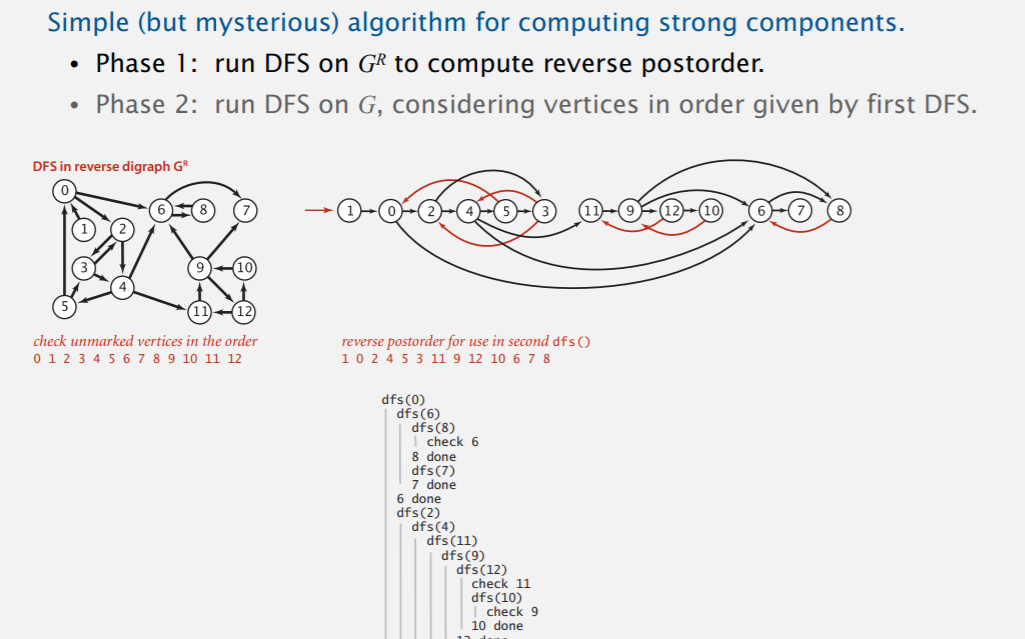 Simple (but mysterious) algorithm for computing strong components.
• Phase 1: run DFS on Gᴿ to compute reverse postorder.
• Phase 2: run DFS on G, considering vertices in order given by first DFS.
DFS in reverse digraph Gᴿ
0
6
8
7
1
2
3
9
10
4
5
11
12
1 0 2 4 5 3 11 9 12 10 6 7 8
check unmarked vertices in the order
0 1 2 3 4 5 6 7 8 9 10 11 12
reverse postorder for use in second dfs()
1 0 2 4 5 3 11 9 12 10 6 7 8
dfs(0)
dfs(6)
dfs(8)
check 6
8 done
dfs(7)
7 done
6 done
dfs(2)
dfs(4)
dfs(11)
dfs(9)
dfs(12)
check 11
dfs(10)
check 9
10 done